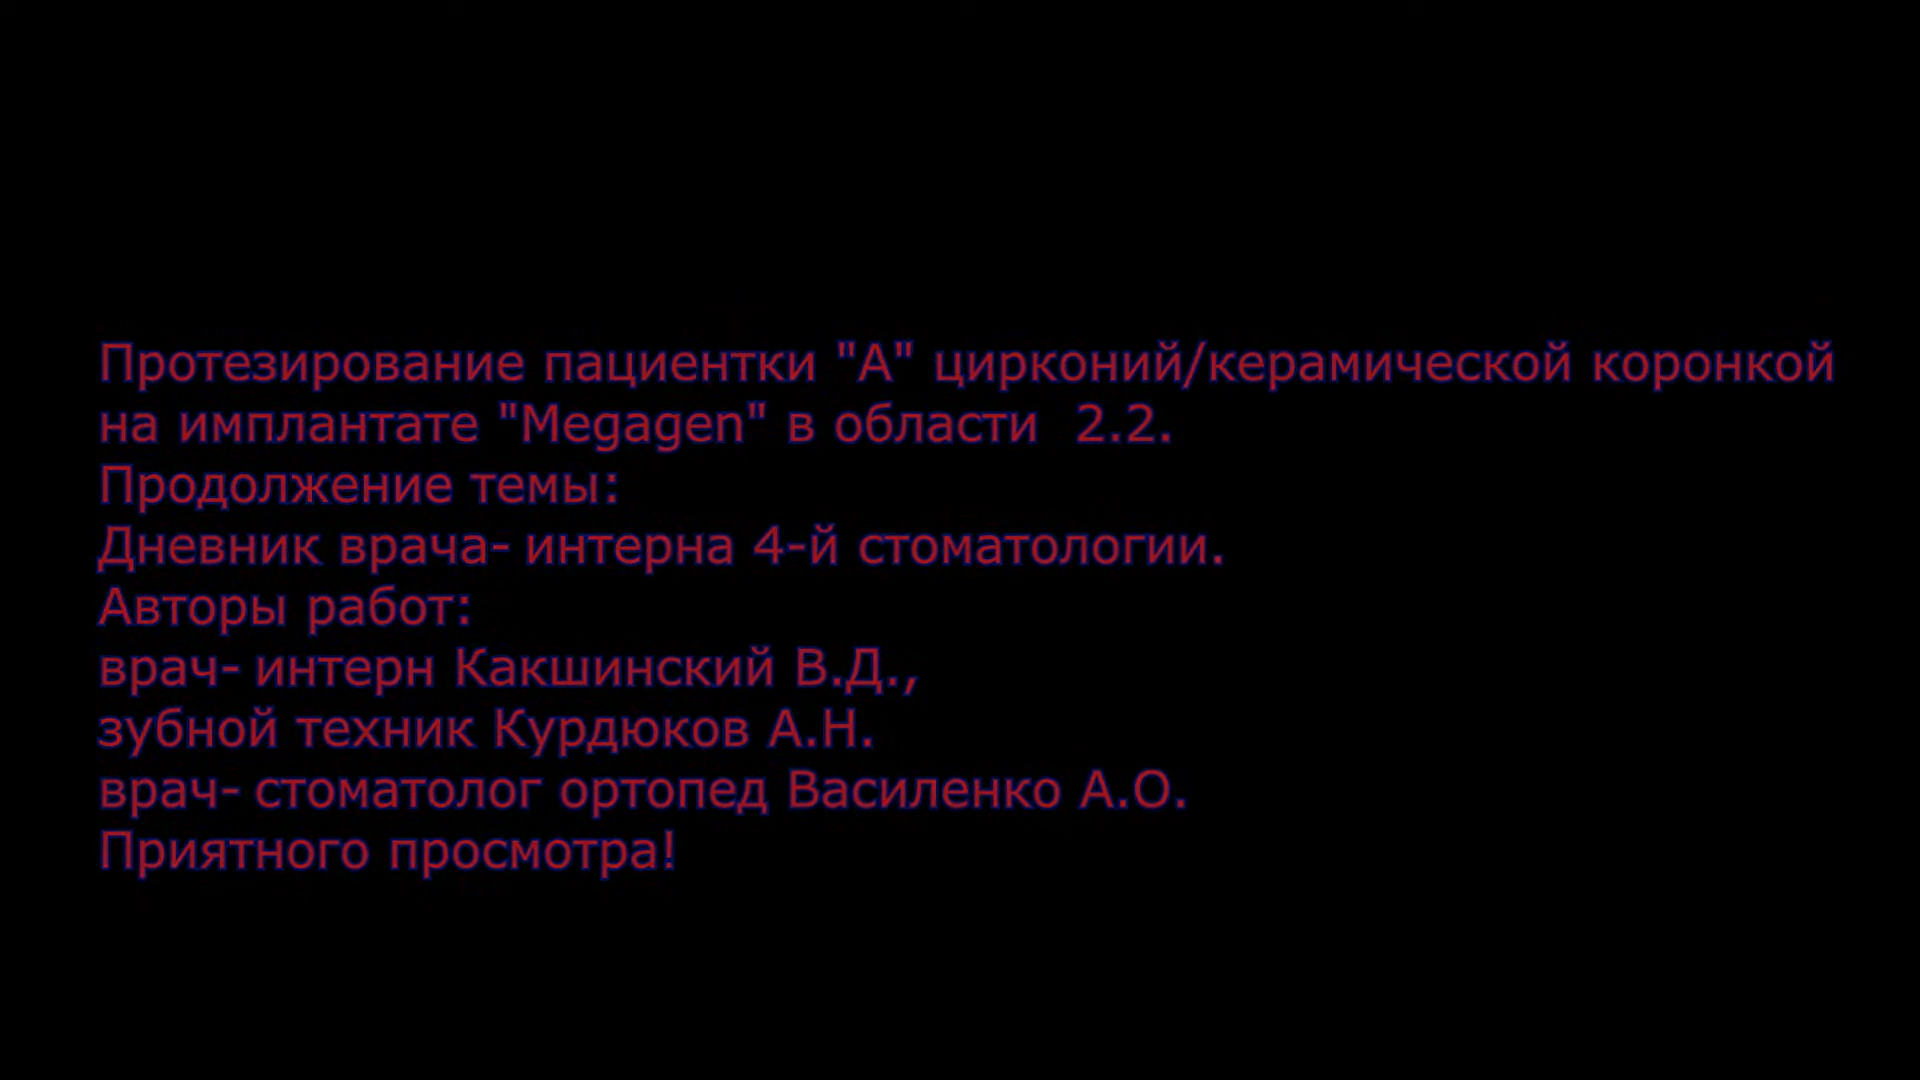 Протезирование пациентки "А" цирконий/керамической коронкой
на имплантате "Megagen" в области  2.2.
Продолжение темы:
Дневник врача- интерна 4-й стоматологии.
Авторы работ:
врач- интерн Какшинский В.Д.,
зубной техник Курдюков А.Н.
врач- стоматолог ортопед Василенко А.О.
Приятного просмотра!